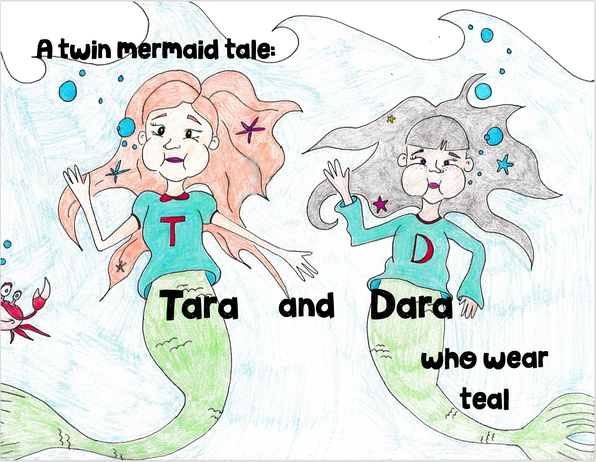 A twin mermaid tale:
T
D
Tara and Dara
who wear
teal